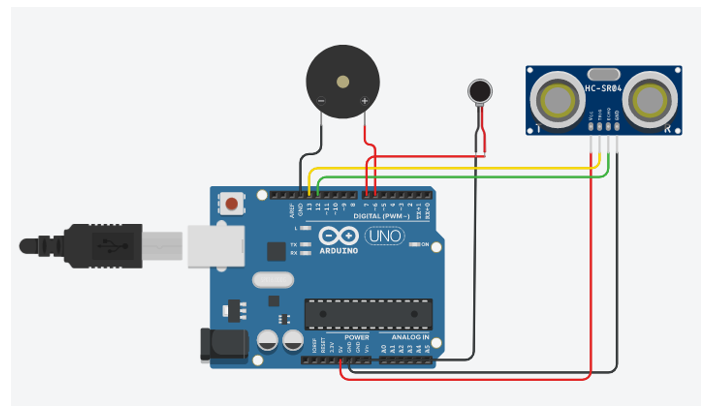 HC-SR04
VCC
TRIG
ECHO
GND
T
R
AREF
GND
13
12
~11
~10
~9
8
7
~6
~5
4
~3
2
TX→1
RX←0
DIGITAL (PWM~)
L
TX
RX
UNO
ARDUINO
ON
POWER
ANALOG IN
IOREF
RESET
3.3V
5V
GND
GND
Vin
A0
A1
A2
A3
A4
A5